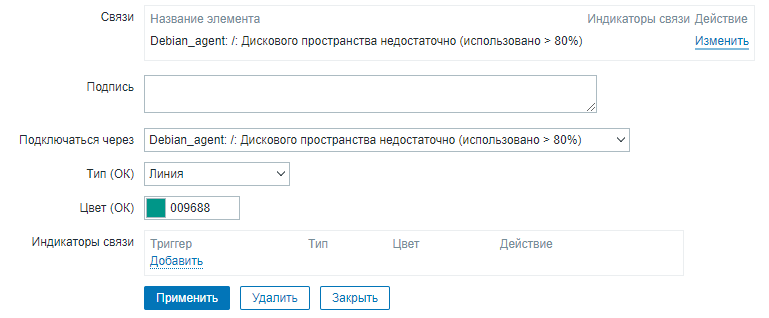 Связи
Название элемента Индикаторы связи Действие
Debian_agent: /: Дискового пространства недостаточно (использовано > 80%) Изменить
Подпись
Подключаться через Debian_agent: /: Дискового пространства недостаточно (использовано > 80%)
Тип (ОК) Линия
Цвет (ОК) 009688
Индикаторы связи Триггер Тип Цвет Действие
Добавить
Применить Удалить Закрыть